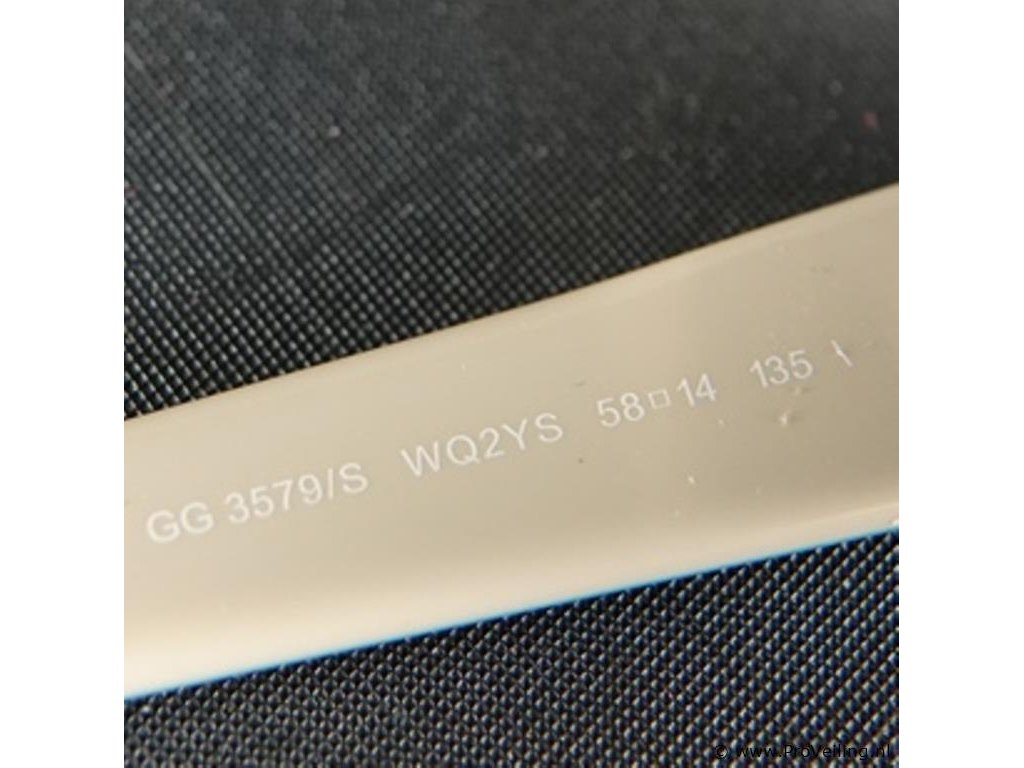 GG 3579/S WQ2YS 58□14 135 \
© www.ProVeiling.nl